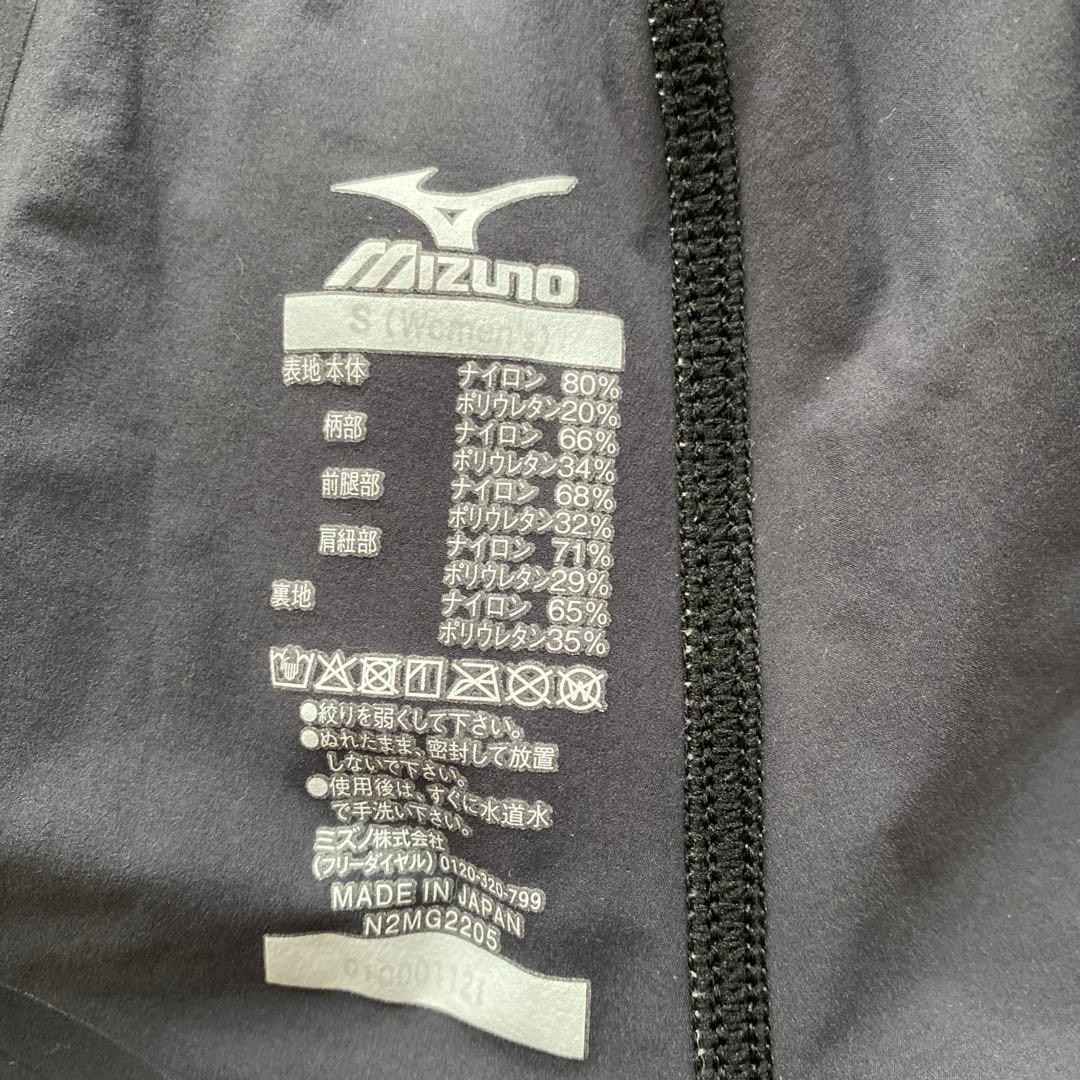 MIZUNO
S (Women's)
表地 本体 ナイロン 80%
ポリウレタン20%
柄部 ナイロン 66%
ポリウレタン34%
前腿部 ナイロン 68%
ポリウレタン32%
肩紐部 ナイロン 71%
ポリウレタン29%
裏地 ナイロン 65%
ポリウレタン35%
●絞りを弱くして下さい。
●ぬれたまま、密封して放置
しないで下さい。
●使用後は、すぐに水道水
で手洗い下さい。
ミズノ株式会社
(フリーダイヤル) 0120-320-799
MADE IN JAPAN
N2MG2205